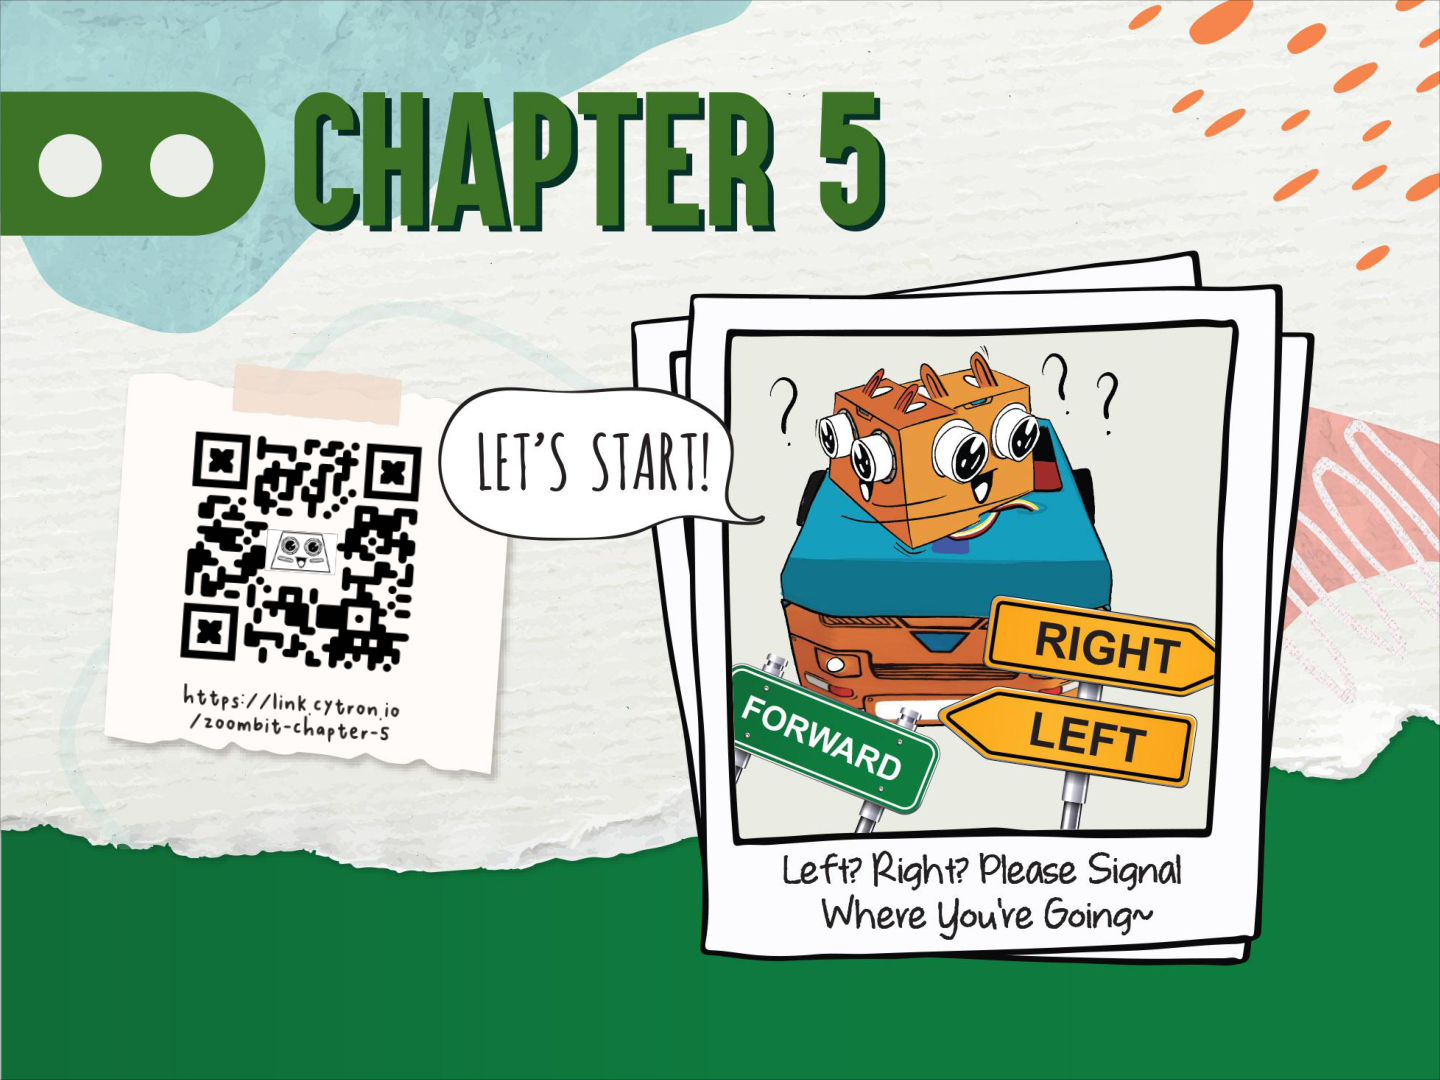 CHAPTER 5
LET'S START!
https://link.cytron.io
/zoombit-chapter-5
? ? ?
RIGHT
LEFT
FORWARD
Left? Right? Please Signal
Where You're Going~